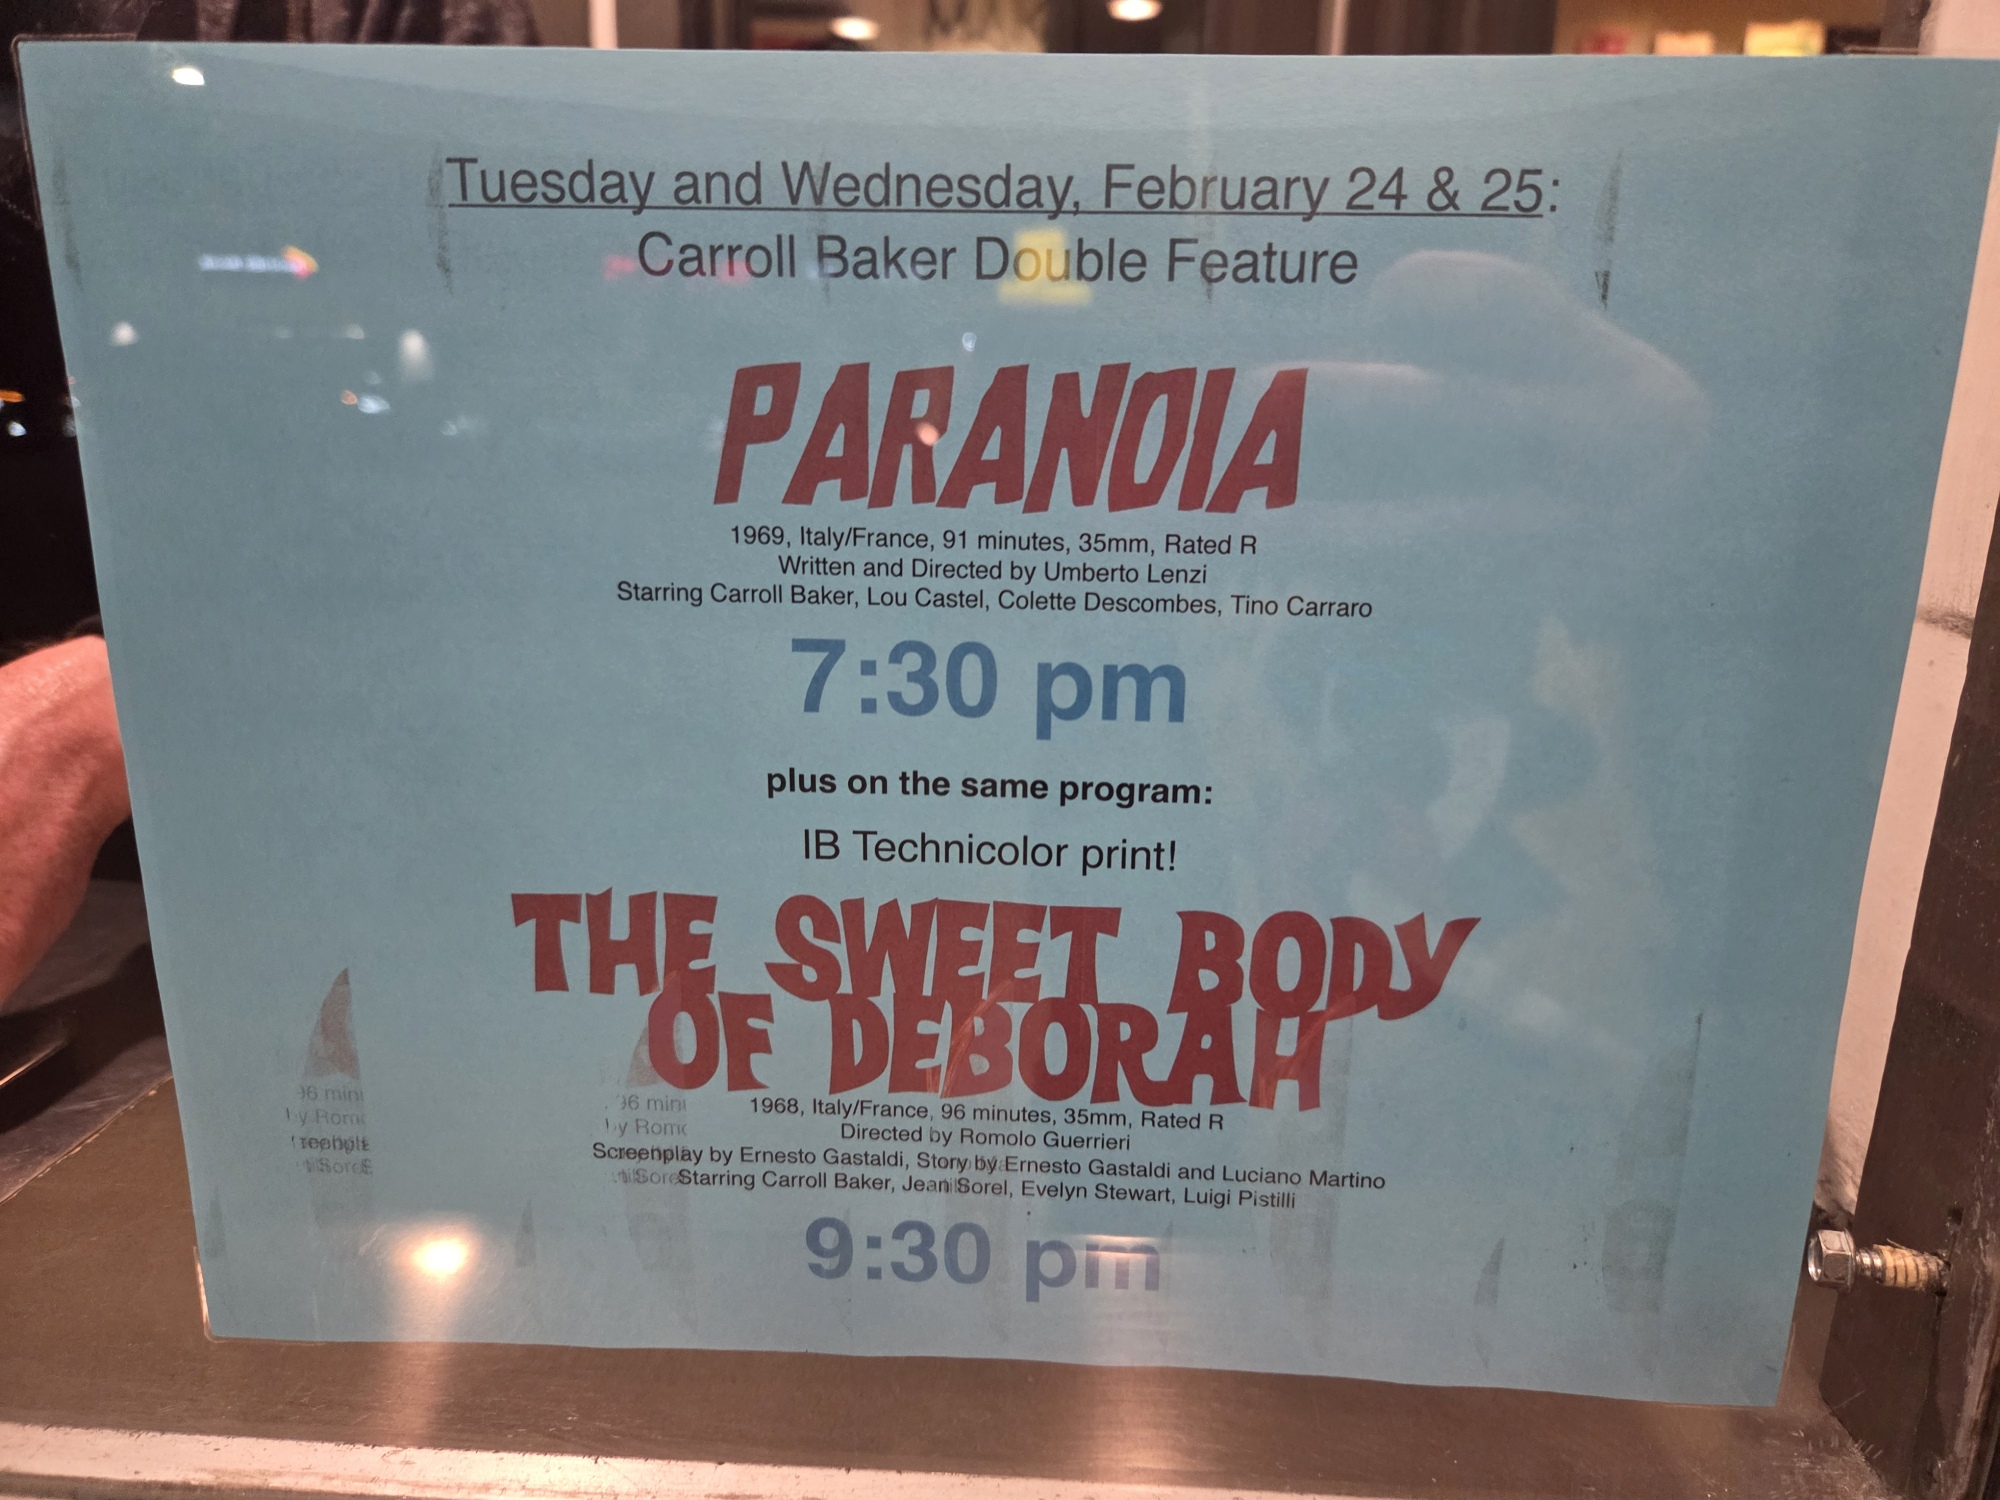 Tuesday and Wednesday, February 24 & 25:
Carroll Baker Double Feature
PARANOIA
1969, Italy/France, 91 minutes, 35mm, Rated R
Written and Directed by Umberto Lenzi
Starring Carroll Baker, Lou Castel, Colette Descombes, Tino Carraro
7:30 pm
plus on the same program:
IB Technicolor print!
THE SWEET BODY
OF DEBORAH
1968, Italy/France, 96 minutes, 35mm, Rated R
Directed by Romolo Guerrieri
Screenplay by Ernesto Gastaldi, Story by Ernesto Gastaldi and Luciano Martino
Starring Carroll Baker, Jean Sorel, Evelyn Stewart, Luigi Pistilli
9:30 pm